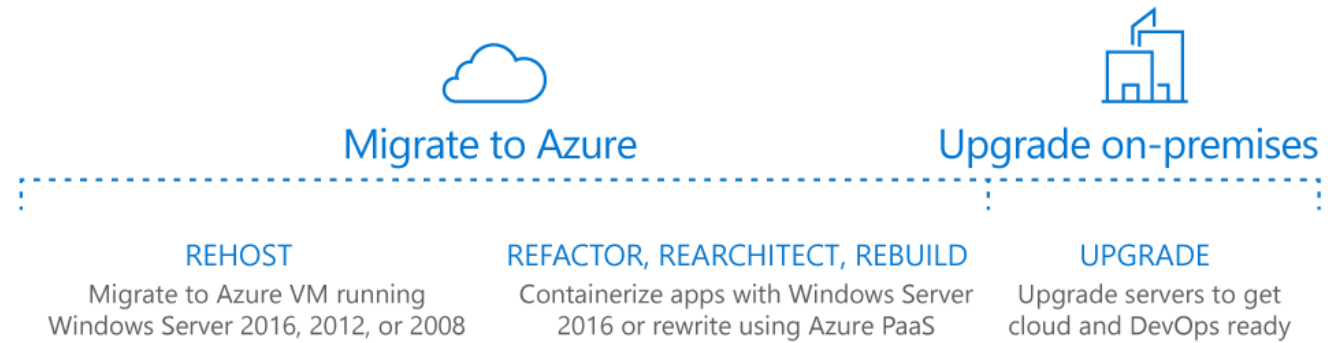 Migrate to Azure
Upgrade on-premises
REHOST
Migrate to Azure VM running
Windows Server 2016, 2012, or 2008
REFACTOR, REARCHITECT, REBUILD
Containerize apps with Windows Server
2016 or rewrite using Azure PaaS
UPGRADE
Upgrade servers to get
cloud and DevOps ready